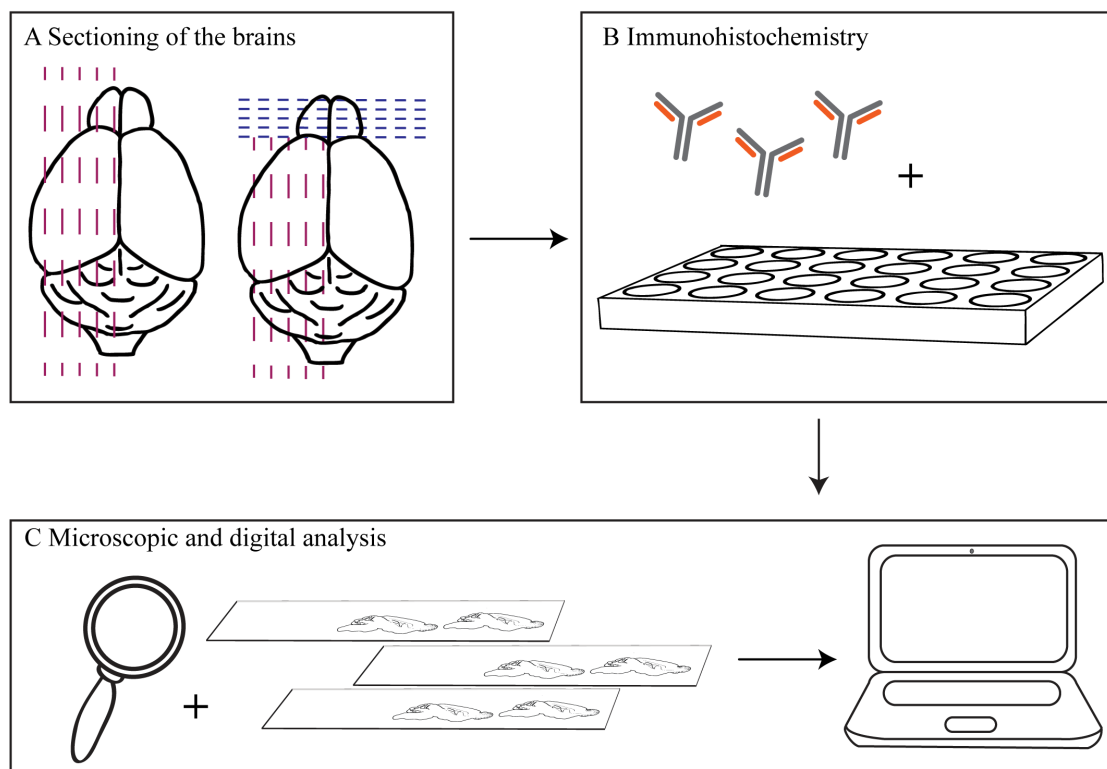 A Sectioning of the brains
B Immunohistochemistry
+
C Microscopic and digital analysis
+